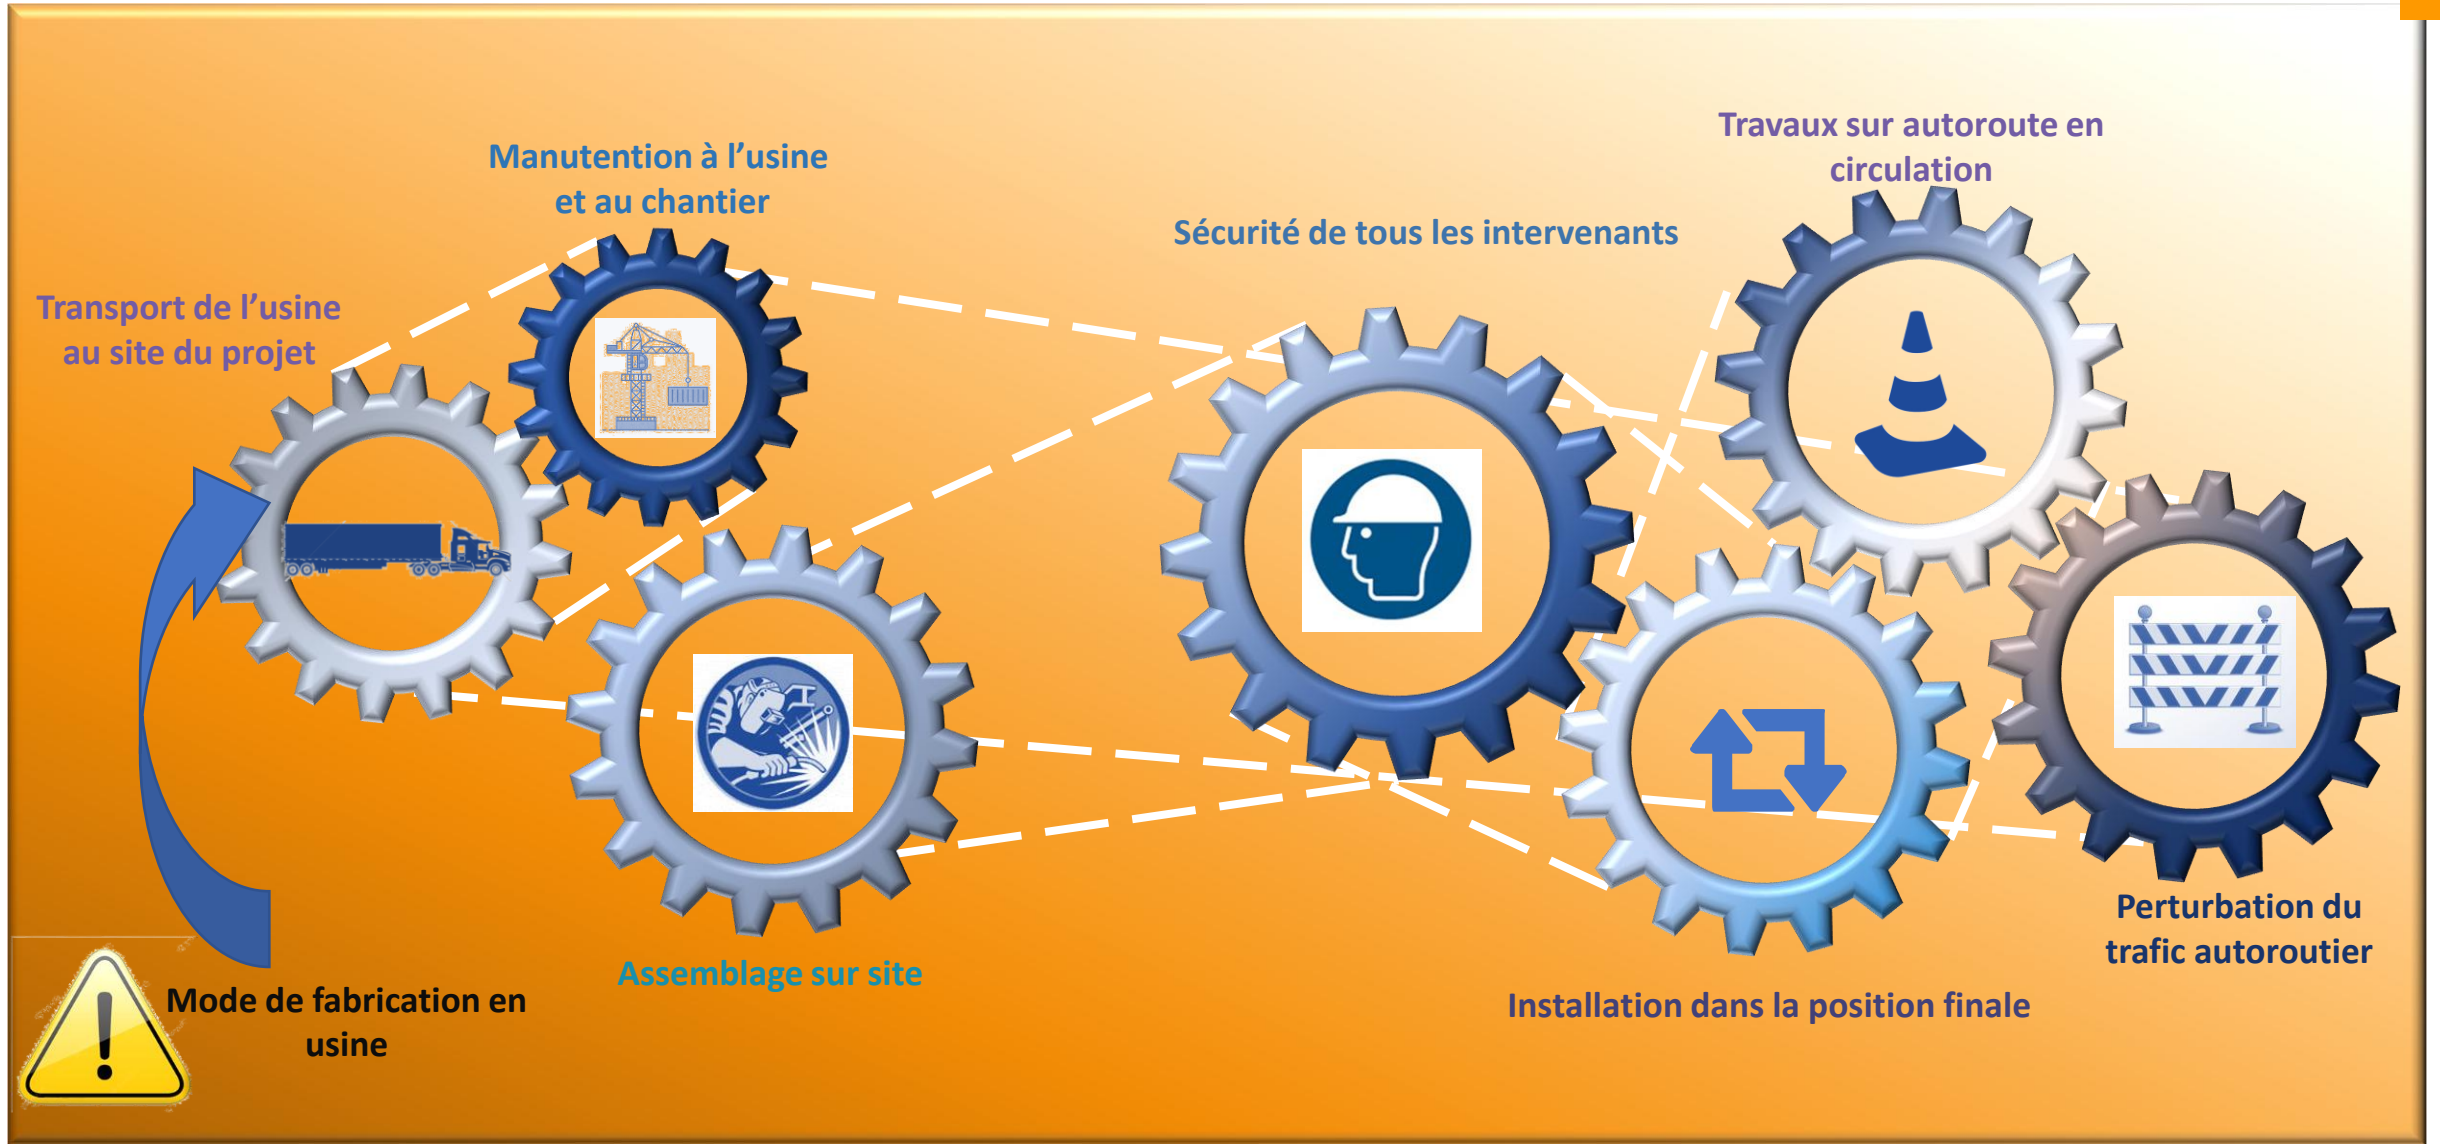 Travaux sur autoroute en
circulation
Manutention à l’usine
et au chantier
Sécurité de tous les intervenants
Transport de l’usine
au site du projet
Perturbation du
trafic autoroutier
Assemblage sur site
Mode de fabrication en
usine
Installation dans la position finale